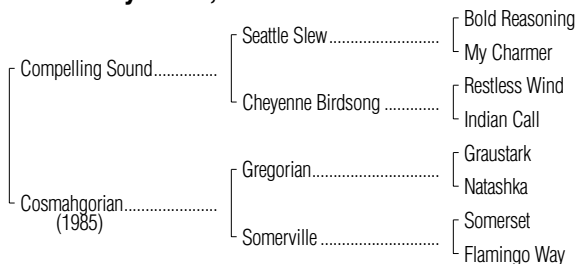 Bold Reasoning
Seattle Slew
My Charmer
Compelling Sound
Restless Wind
Cheyenne Birdsong
Indian Call
Graustark
Gregorian
Natashka
Cosmahgorian
(1985)
Somerset
Somerville
Flamingo Way